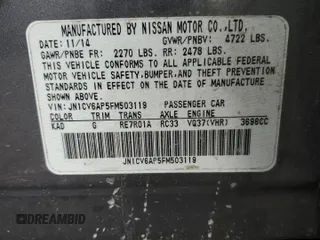 MANUFACTURED BY NISSAN MOTOR CO.,LTD.
DATE: GVWR/PNBV: 4722 LBS.
11/14
GAWR/PNBE FR: 2270 LBS. RR: 2478 LBS.
THIS VEHICLE CONFORMS TO ALL APPLICABLE FEDERAL
MOTOR VEHICLE SAFETY,BUMPER,AND THEFT PREVENTION
STANDARDS IN EFFECT ON THE DATE OF MANUFACTURE
SHOWN ABOVE.
VIN: JN1CV6AP5FM503119 PASSENGER CAR
COLOR TRIM TRANS AXLE ENGINE
KAD G RE7R01A RC33 VQ37(VHR) 3696CC
JN1CV6AP5FM503119
© DREAMBID